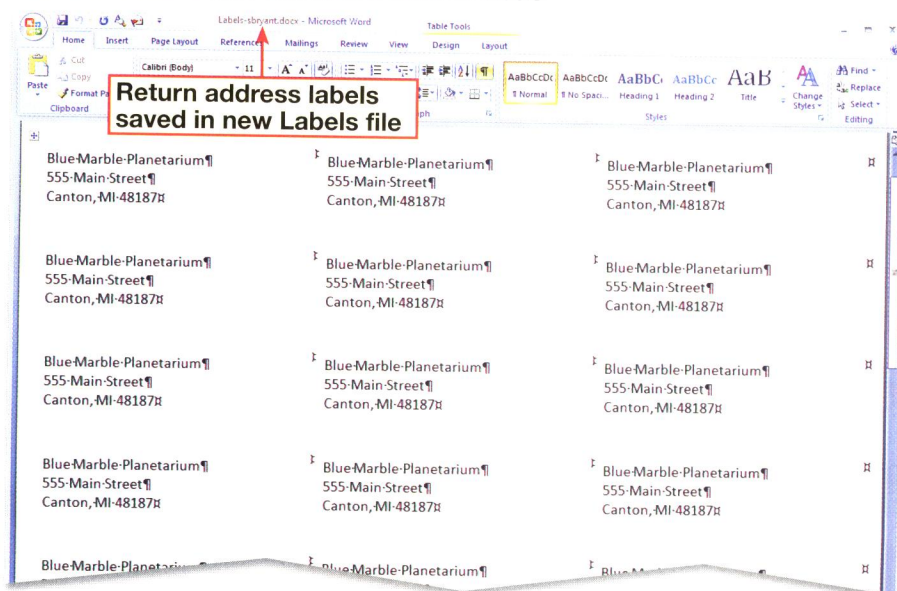 Labels-sbryant.docx - Microsoft Word
Table Tools
Home Insert Page Layout References Mailings Review View Design Layout
Cut
Copy
Format Pa
Paste
Clipboard
Calibri (Body) 11
AaBbCcDc AaBbCcDc AaBbC AaBbCc AaB
¶ Normal ¶ No Spaci... Heading 1 Heading 2 Title
Change Styles
Styles
Find
Replace
Select
Editing
Return address labels
saved in new Labels file
Blue·Marble·Planetarium¶ Blue·Marble·Planetarium¶ Blue·Marble·Planetarium¶
555·Main·Street¶ 555·Main·Street¶ 555·Main·Street¶
Canton,·MI·48187¤ Canton,·MI·48187¤ Canton,·MI·48187¤
Blue·Marble·Planetarium¶ Blue·Marble·Planetarium¶ Blue·Marble·Planetarium¶
555·Main·Street¶ 555·Main·Street¶ 555·Main·Street¶
Canton,·MI·48187¤ Canton,·MI·48187¤ Canton,·MI·48187¤
Blue·Marble·Planetarium¶ Blue·Marble·Planetarium¶ Blue·Marble·Planetarium¶
555·Main·Street¶ 555·Main·Street¶ 555·Main·Street¶
Canton,·MI·48187¤ Canton,·MI·48187¤ Canton,·MI·48187¤
Blue·Marble·Planetarium¶ Blue·Marble·Planetarium¶ Blue·Marble·Planetarium¶
555·Main·Street¶ 555·Main·Street¶ 555·Main·Street¶
Canton,·MI·48187¤ Canton,·MI·48187¤ Canton,·MI·48187¤
Blue·Marble·Planetarium Blue·Marble·Planetarium¶ Blue